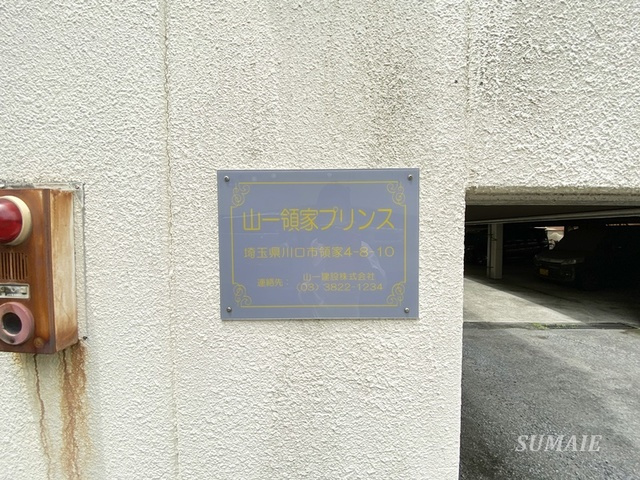 山一領家プリンス
埼玉県川口市領家4-3-10
山一建設株式会社
連絡先： (03) 3822-1234
SUMAIE